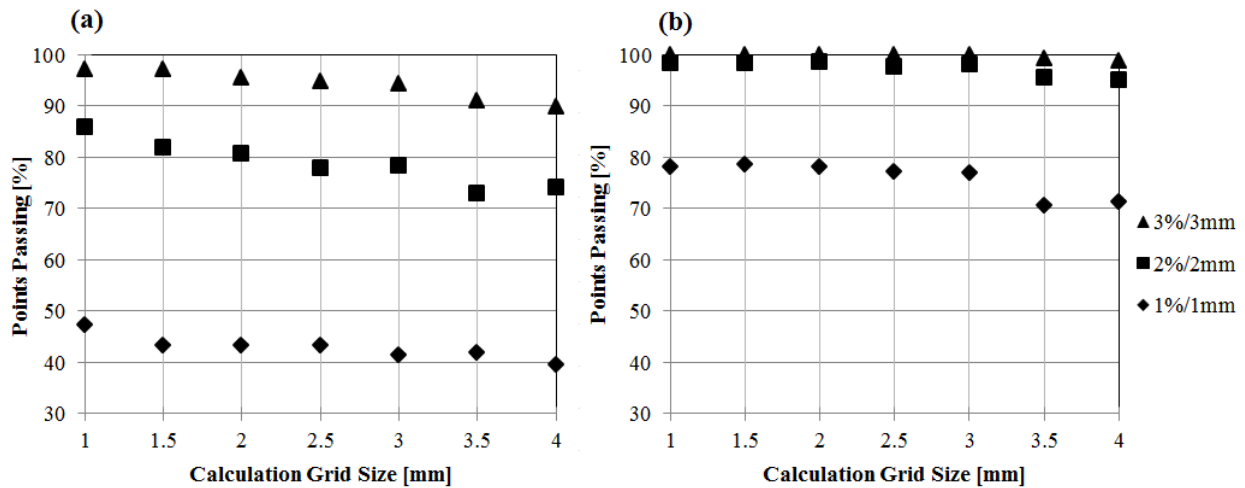 (a)
Points Passing [%]
100
90
80
70
60
50
40
30
1 1.5 2 2.5 3 3.5 4
Calculation Grid Size [mm]
(b)
Points Passing [%]
100
90
80
70
60
50
40
30
1 1.5 2 2.5 3 3.5 4
Calculation Grid Size [mm]
3%/3mm
2%/2mm
1%/1mm